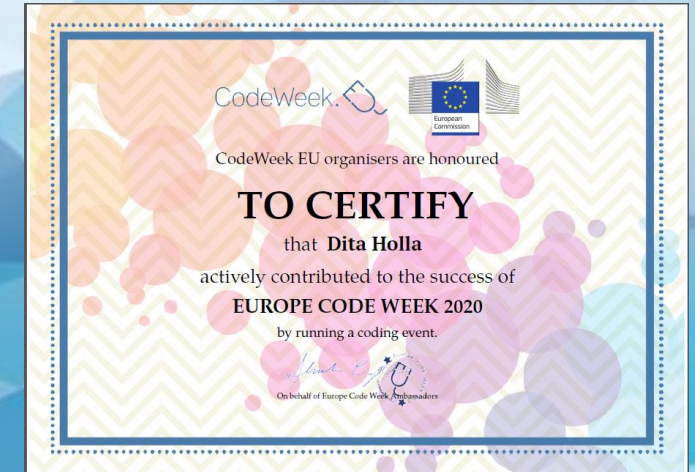 CodeWeek.EU
European
Commission
CodeWeek EU organisers are honoured
TO CERTIFY
that Dita Holla
actively contributed to the success of
EUROPE CODE WEEK 2020
by running a coding event.
On behalf of Europe Code Week Ambassadors